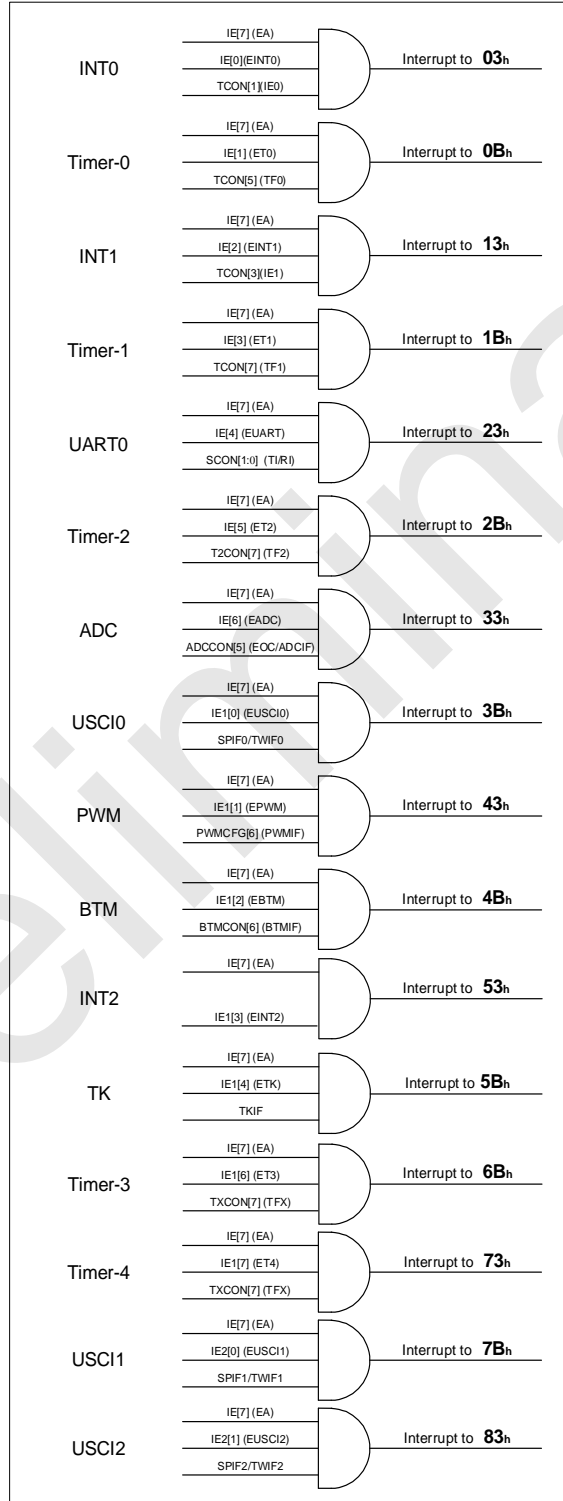 IE[7] (EA)
INT0 IE[0](EINT0) Interrupt to 03h
TCON[1](IE0)
IE[7] (EA)
Timer-0 IE[1] (ET0) Interrupt to 0Bh
TCON[5] (TF0)
IE[7] (EA)
INT1 IE[2] (EINT1) Interrupt to 13h
TCON[3](IE1)
IE[7] (EA)
Timer-1 IE[3] (ET1) Interrupt to 1Bh
TCON[7] (TF1)
IE[7] (EA)
UART0 IE[4] (EUART) Interrupt to 23h
SCON[1:0] (TI/RI)
IE[7] (EA)
Timer-2 IE[5] (ET2) Interrupt to 2Bh
T2CON[7] (TF2)
IE[7] (EA)
ADC IE[6] (EADC) Interrupt to 33h
ADCCON[5] (EOC/ADCIF)
IE[7] (EA)
USCI0 IE1[0] (EUSCI0) Interrupt to 3Bh
SPIF0/TWIF0
IE[7] (EA)
PWM IE1[1] (EPWM) Interrupt to 43h
PWMCFG[6] (PWMIF)
IE[7] (EA)
BTM IE1[2] (EBTM) Interrupt to 4Bh
BTMCON[6] (BTMIF)
IE[7] (EA)
INT2 Interrupt to 53h
IE1[3] (EINT2)
IE[7] (EA)
TK IE1[4] (ETK) Interrupt to 5Bh
TKIF
IE[7] (EA)
Timer-3 IE1[6] (ET3) Interrupt to 6Bh
TXCON[7] (TFX)
IE[7] (EA)
Timer-4 IE1[7] (ET4) Interrupt to 73h
TXCON[7] (TFX)
IE[7] (EA)
USCI1 IE2[0] (EUSCI1) Interrupt to 7Bh
SPIF1/TWIF1
IE[7] (EA)
USCI2 IE2[1] (EUSCI2) Interrupt to 83h
SPIF2/TWIF2
elimina